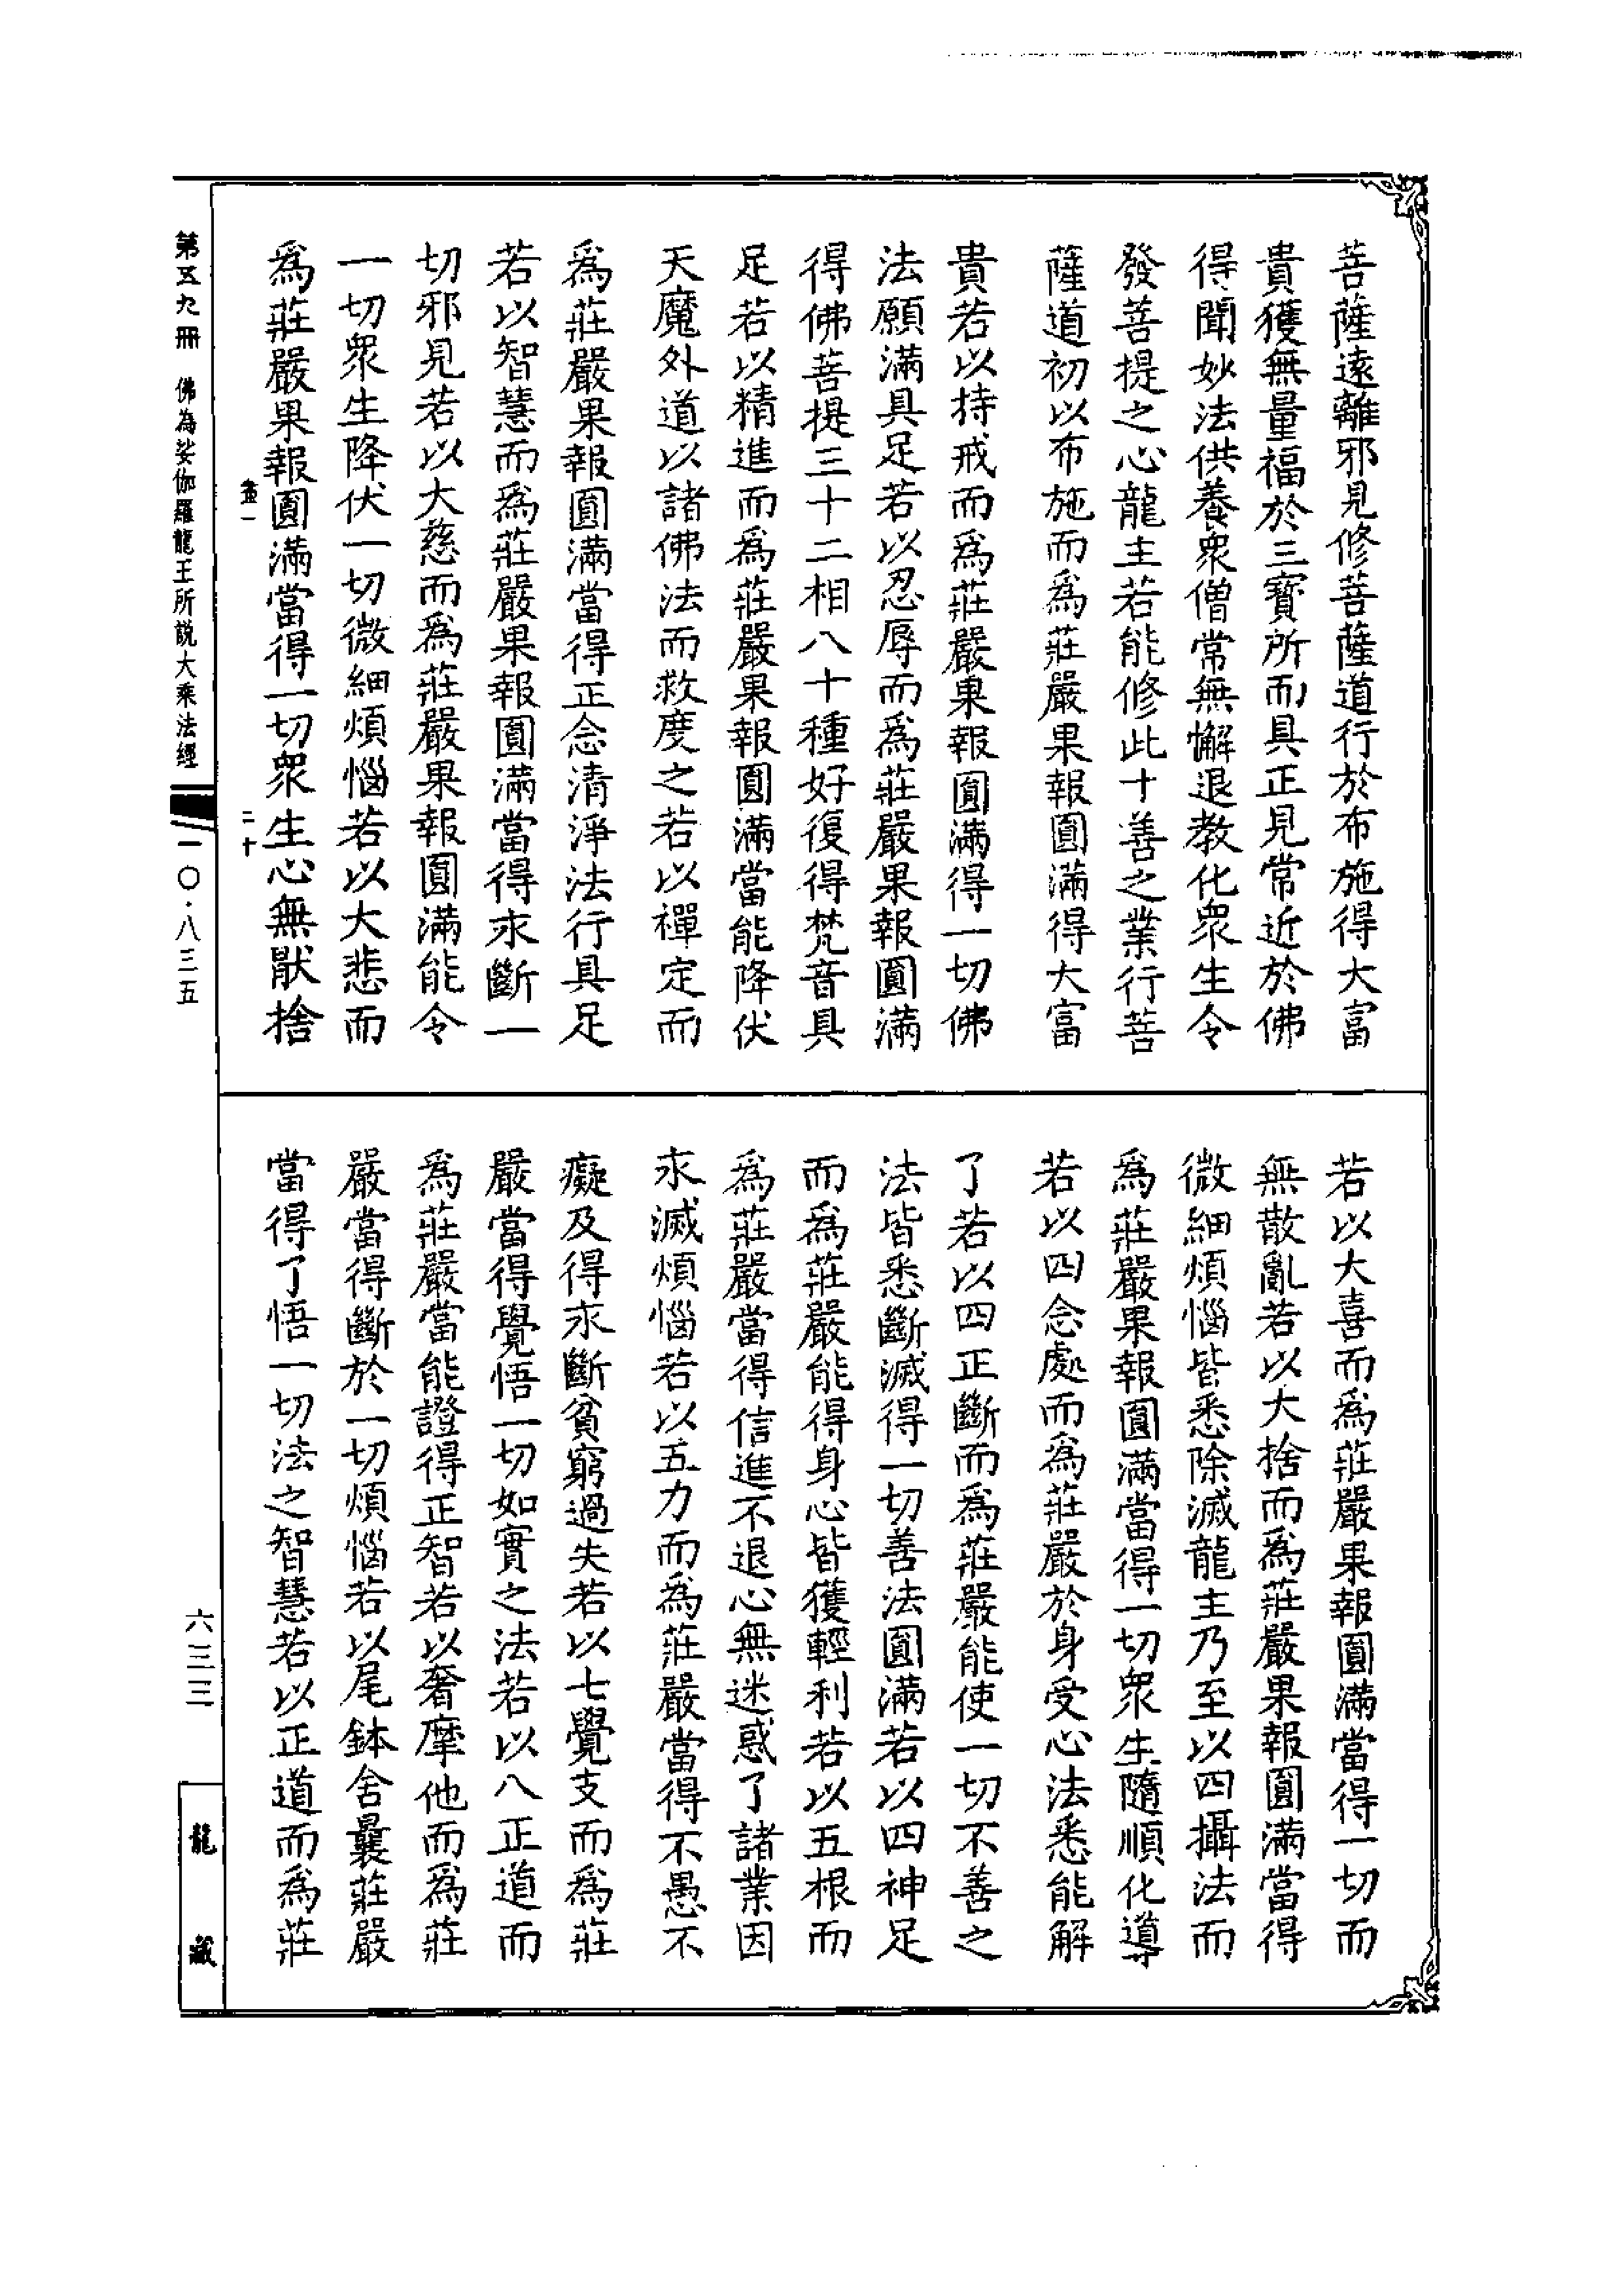 菩薩遠離邪見修菩薩道行於布施得大富
貴獲無量福於三寶所而具正見常近於佛
得聞妙法供養衆僧常無懈退教化衆生令
發菩提之心龍主若能修此十善之業行菩
薩道初以布施而爲莊嚴果報圓滿得大富
貴若以持戒而爲莊嚴果報圓滿得一切佛
法願滿具足若以忍辱而爲莊嚴果報圓滿
得佛菩提三十二相八十種好復得梵音具
足若以精進而爲莊嚴果報圓滿當能降伏
天魔外道以諸佛法而救度之若以禪定而
爲莊嚴果報圓滿當得正念清淨法行具足
若以智慧而爲莊嚴果報圓滿當得永斷一
切邪見若以大慈而爲莊嚴果報圓滿能令
一切衆生降伏一切微細煩惱若以大悲而
爲莊嚴果報圓滿當得一切衆生心無厭捨
若以大喜而爲莊嚴果報圓滿當得一切而
無散亂若以大捨而爲莊嚴果報圓滿當得
微細煩惱皆悉除滅龍主乃至以四攝法而
爲莊嚴果報圓滿當得一切衆生隨順化導
若以四念處而爲莊嚴於身受心法悉能解
了若以四正斷而爲莊嚴能使一切不善之
法皆悉斷滅得一切善法圓滿若以四神足
而爲莊嚴能得身心皆獲輕利若以五根而
爲莊嚴當得信進不退心無迷惑了諸業因
永滅煩惱若以五力而爲莊嚴當得不愚不
癡及得永斷貧窮過失若以七覺支而爲莊
嚴當得覺悟一切如實之法若以八正道而
爲莊嚴當能證得正智若以奢摩他而爲莊
嚴當得斷於一切煩惱若以尾鉢舍曩莊嚴
當得了悟一切法之智慧若以正道而爲莊
第五九冊 佛為娑伽羅龍王所說大乘法經
一〇·八三五
二十
六三三
龍藏